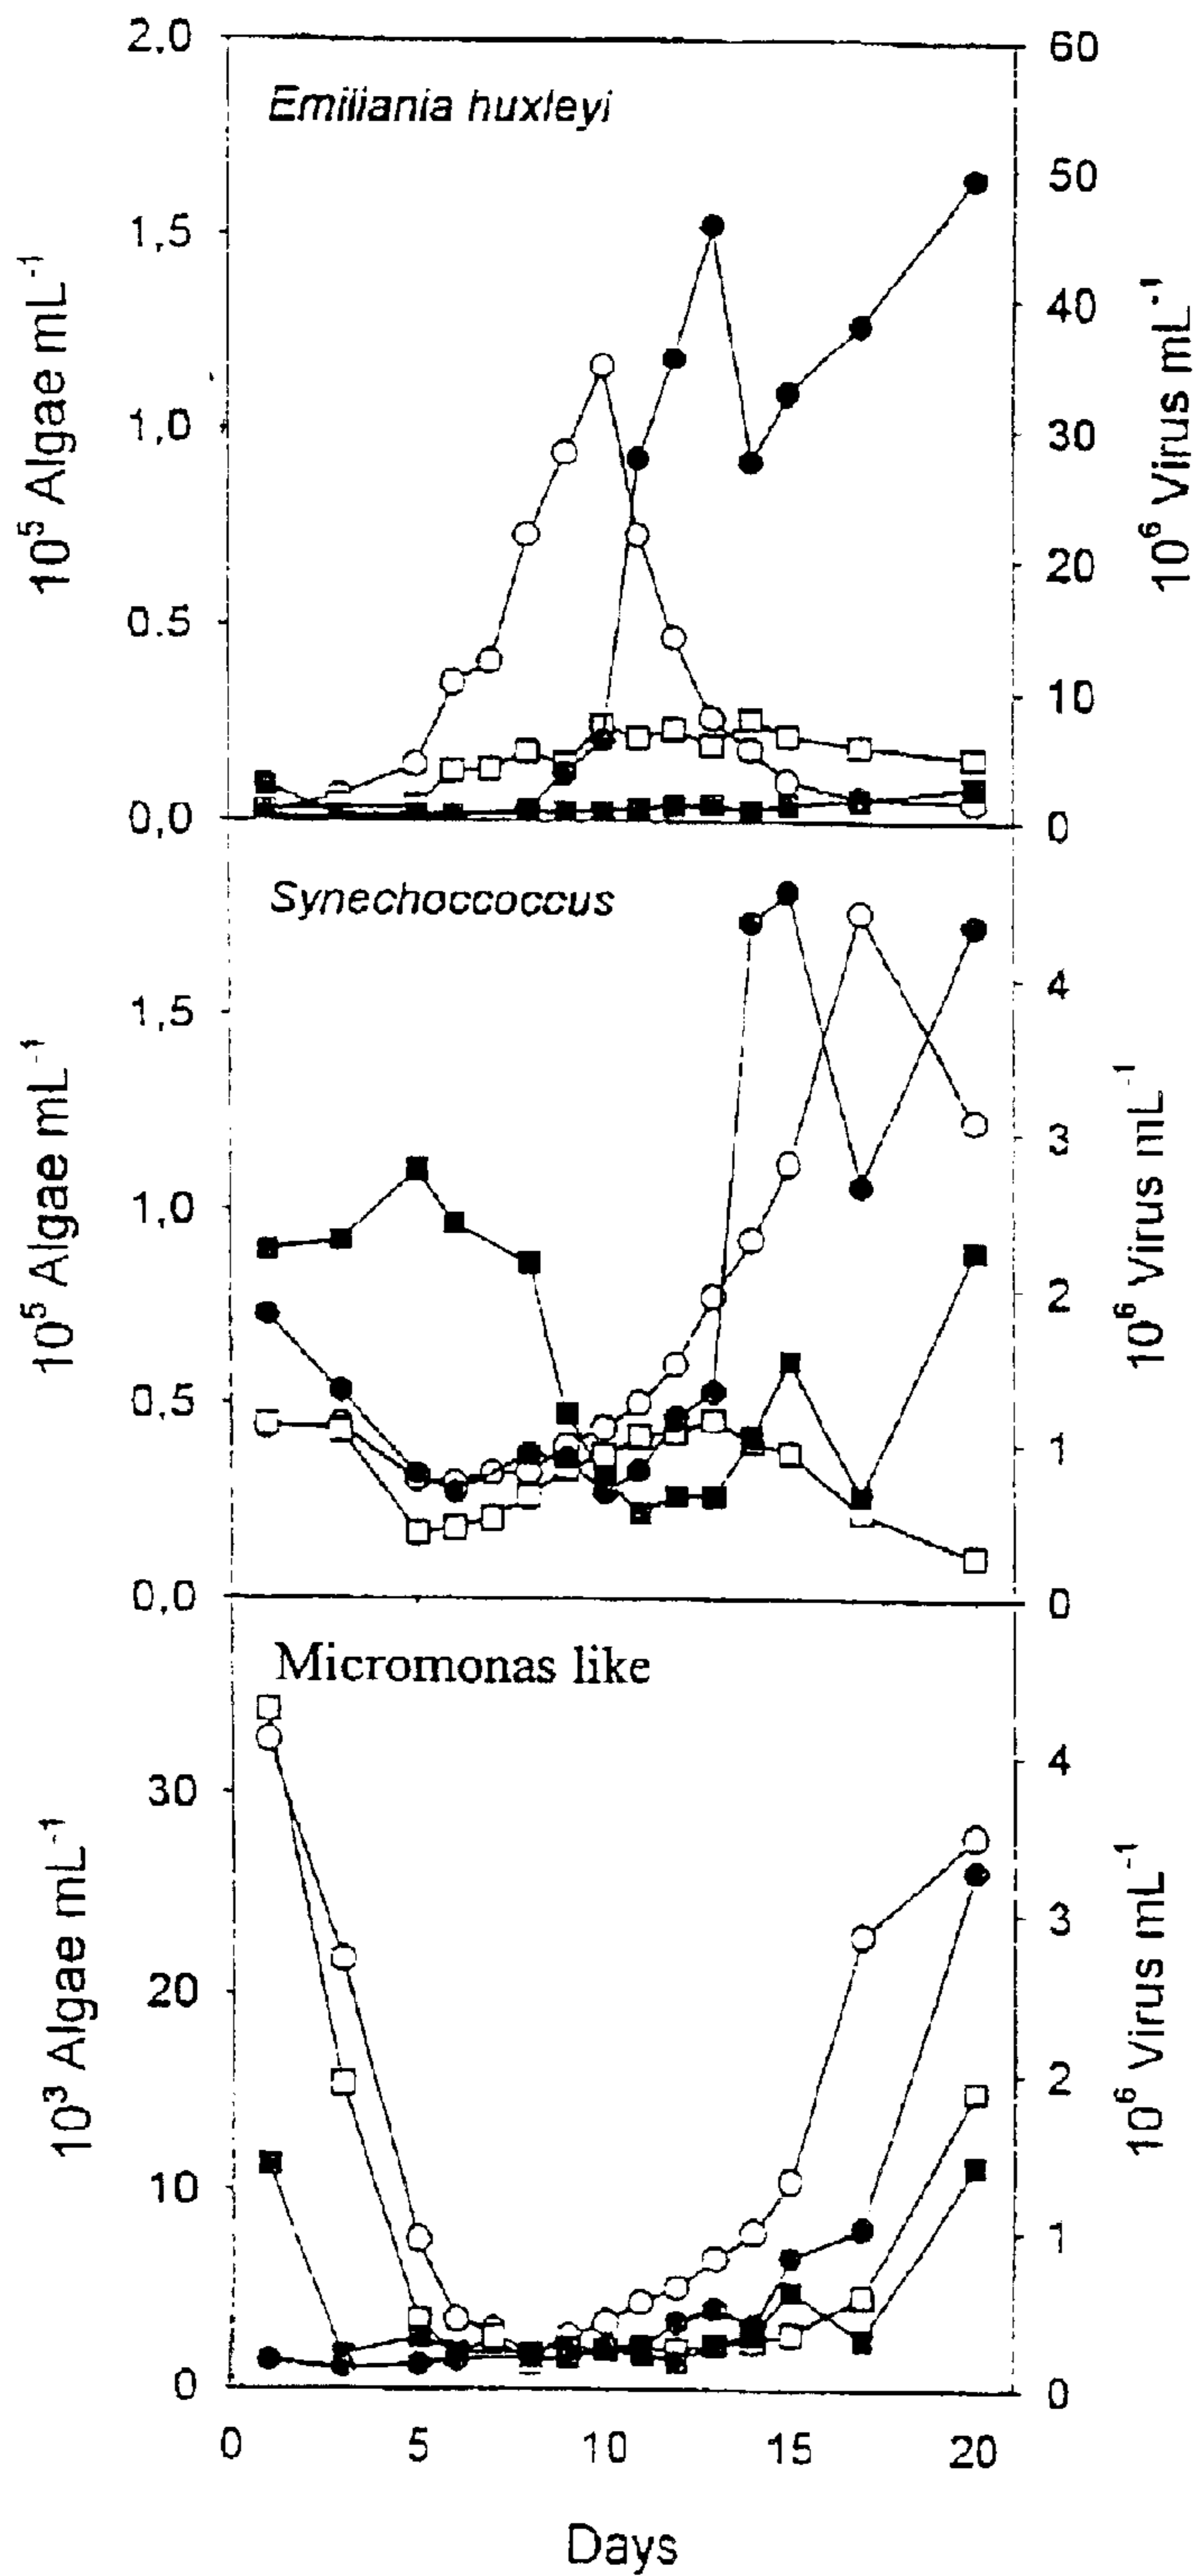 2,0
60
Emiliania huxleyi
50
1,5
40
1,0
30
20
0.5
10
0,0
0
10⁵ Algae mL⁻¹
10⁶ Virus mL⁻¹
Synechoccoccus
4
1,5
3
1,0
2
0,5
1
0,0
0
10⁵ Algae mL⁻¹
10⁶ Virus mL⁻¹
Micromonas like
4
30
3
20
2
10
1
0
0
10³ Algae mL⁻¹
10⁶ Virus mL⁻¹
0 5 10 15 20
Days